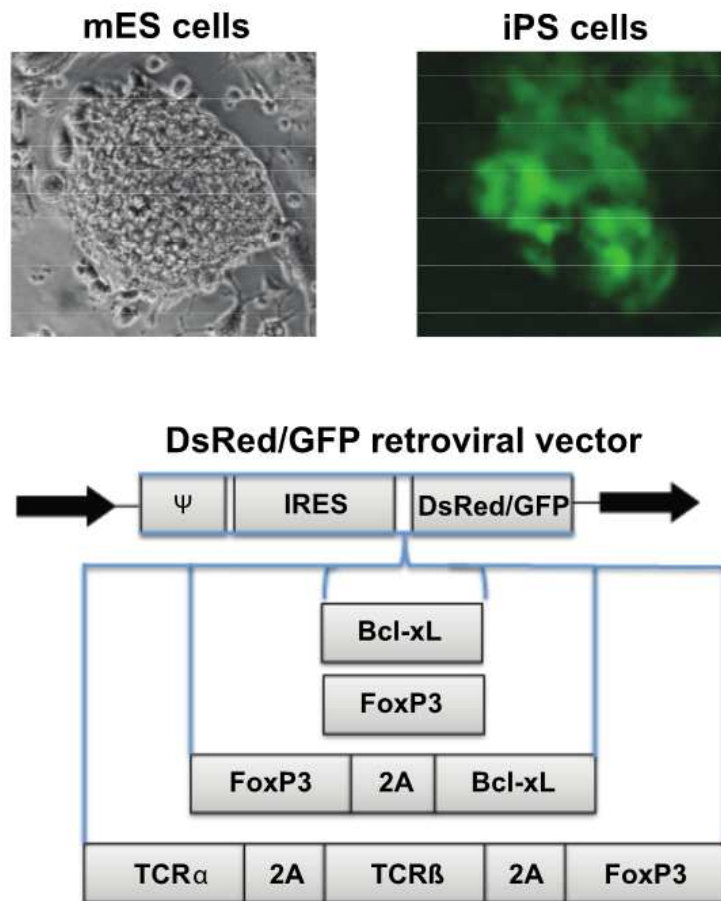 mES cells
iPS cells
DsRed/GFP retroviral vector
Ψ IRES DsRed/GFP
Bcl-xL
FoxP3
FoxP3 2A Bcl-xL
TCRα 2A TCRß 2A FoxP3